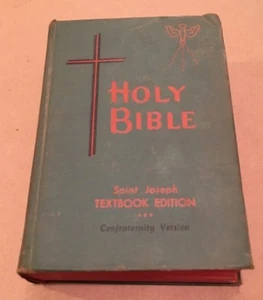 HOLY
BIBLE
Saint Joseph
TEXTBOOK EDITION
Confraternity Version